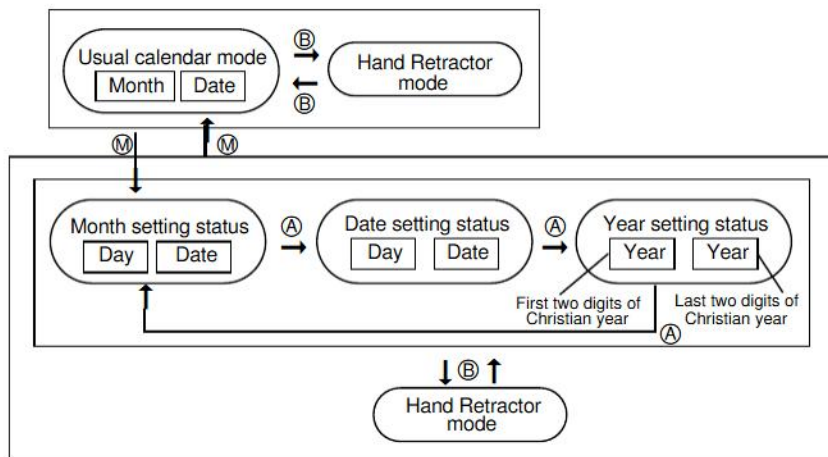 Usual calendar mode
Month Date
Ⓑ
Ⓑ
Hand Retractor
mode
Ⓜ Ⓜ
Month setting status
Day Date
Ⓐ
Date setting status
Day Date
Ⓐ
Year setting status
Year Year
First two digits of
Christian year
Last two digits of
Christian year
Ⓐ
Ⓑ
Hand Retractor
mode